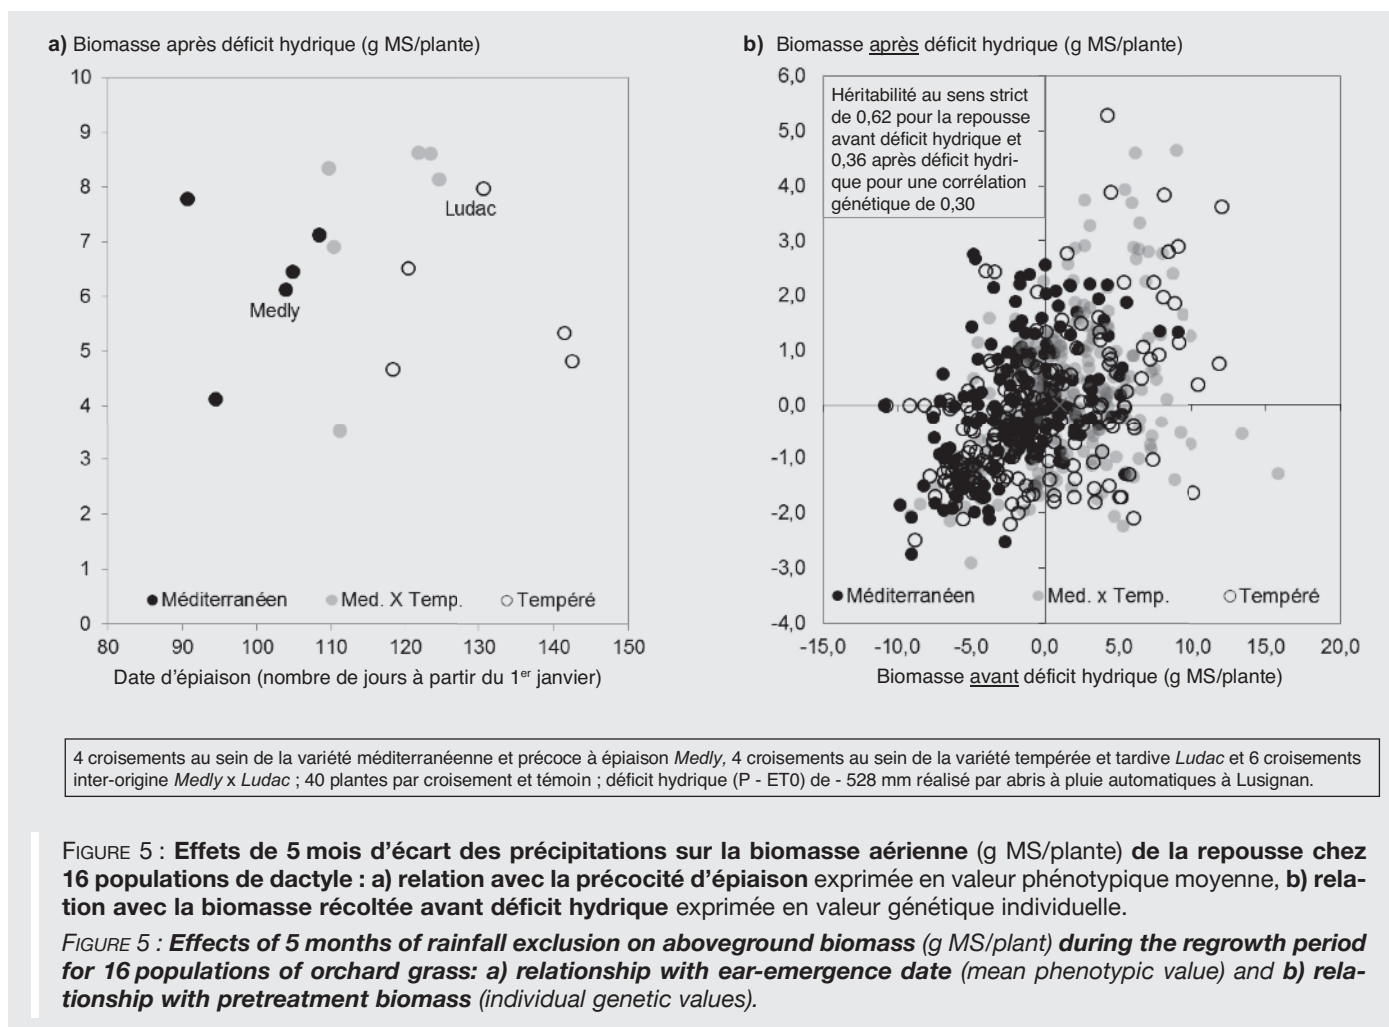 a) Biomasse après déficit hydrique (g MS/plante)
10
9
8
7
6
5
4
3
2
1
0
Ludac
Medly
Méditerranéen
Med. X Temp.
Tempéré
80 90 100 110 120 130 140 150
Date d'épiaison (nombre de jours à partir du 1er janvier)
b) Biomasse après déficit hydrique (g MS/plante)
6,0
5,0
4,0
3,0
2,0
1,0
0,0
-1,0
-2,0
-3,0
-4,0
Héritabilité au sens strict
de 0,62 pour la repousse
avant déficit hydrique et
0,36 après déficit hydri-
que pour une corrélation
génétique de 0,30
Méditerranéen
Med. x Temp.
Tempéré
-15,0 -10,0 -5,0 0,0 5,0 10,0 15,0 20,0
Biomasse avant déficit hydrique (g MS/plante)
4 croisements au sein de la variété méditerranéenne et précoce à épiaison Medly, 4 croisements au sein de la variété tempérée et tardive Ludac et 6 croisements
inter-origine Medly x Ludac ; 40 plantes par croisement et témoin ; déficit hydrique (P - ET0) de - 528 mm réalisé par abris à pluie automatiques à Lusignan.
FIGURE 5 : Effets de 5 mois d'écart des précipitations sur la biomasse aérienne (g MS/plante) de la repousse chez
16 populations de dactyle : a) relation avec la précocité d'épiaison exprimée en valeur phénotypique moyenne, b) rela-
tion avec la biomasse récoltée avant déficit hydrique exprimée en valeur génétique individuelle.
FIGURE 5 : Effects of 5 months of rainfall exclusion on aboveground biomass (g MS/plant) during the regrowth period
for 16 populations of orchard grass: a) relationship with ear-emergence date (mean phenotypic value) and b) rela-
tionship with pretreatment biomass (individual genetic values).